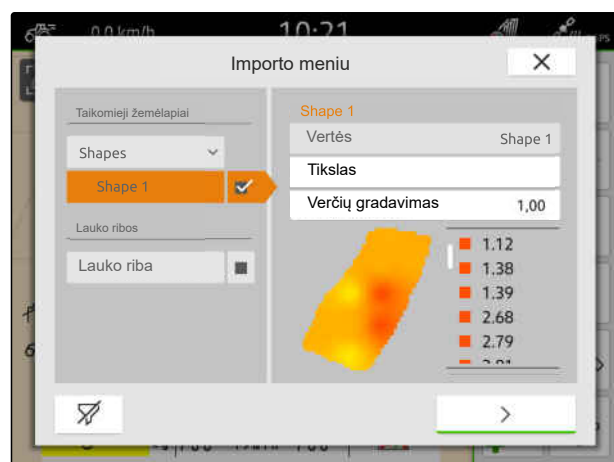 0.0 km/h 10:21
Importo meniu
Taikomieji žemėlapiai
Shapes
Shape 1
Lauko ribos
Lauko riba
Shape 1
Vertės Shape 1
Tikslas
Verčių gradavimas 1,00
1.12
1.38
1.39
2.68
2.79